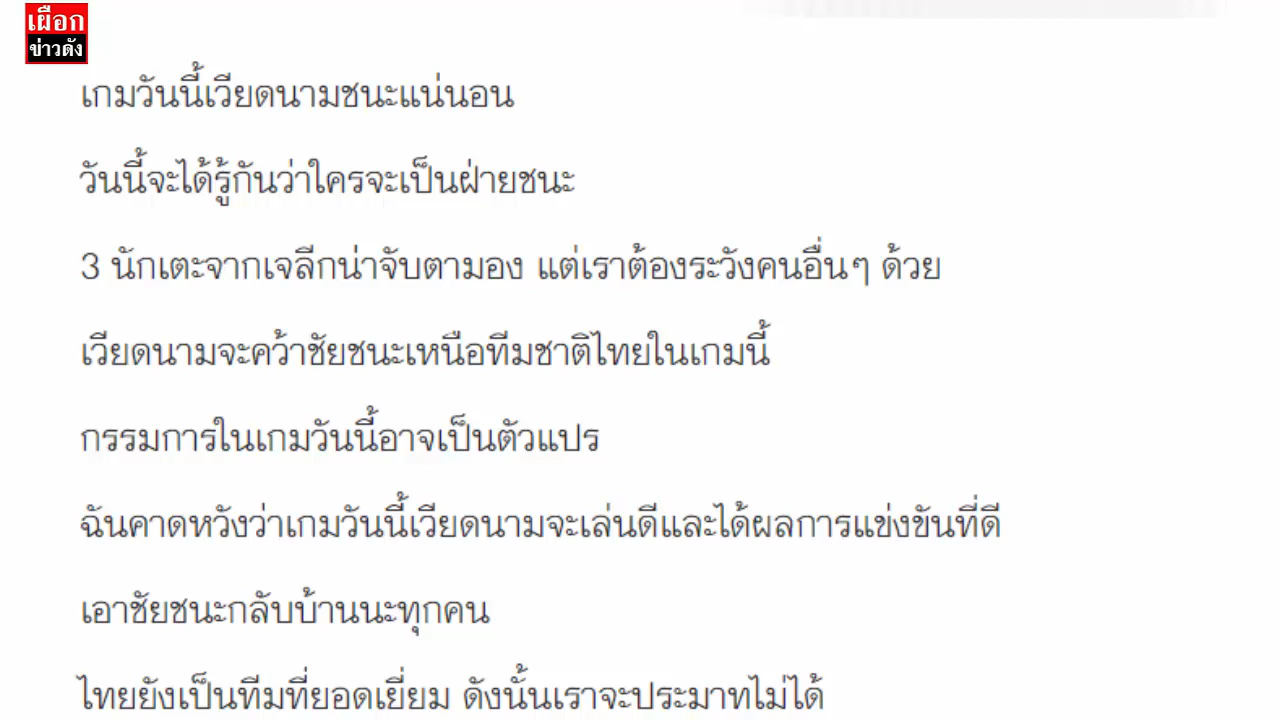 เผือก
ข่าวดัง
เกมวันนี้เวียดนามชนะแน่นอน
วันนี้จะได้รู้กันว่าใครจะเป็นฝ่ายชนะ
3 นักเตะจากเจลีกน่าจับตามอง แต่เราต้องระวังคนอื่นๆ ด้วย
เวียดนามจะคว้าชัยชนะเหนือทีมชาติไทยในเกมนี้
กรรมการในเกมวันนี้อาจเป็นตัวแปร
ฉันคาดหวังว่าเกมวันนี้เวียดนามจะเล่นดีและได้ผลการแข่งขันที่ดี
เอาชัยชนะกลับบ้านนะทุกคน
ไทยยังเป็นทีมที่ยอดเยี่ยม ดังนั้นเราจะประมาทไม่ได้